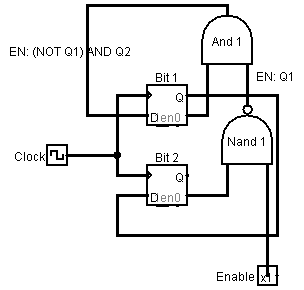 And 1
EN: (NOT Q1) AND Q2
EN: Q1
Bit 1
Q
D en0
Nand 1
Clock
Bit 2
Q
D en0
Enable x1